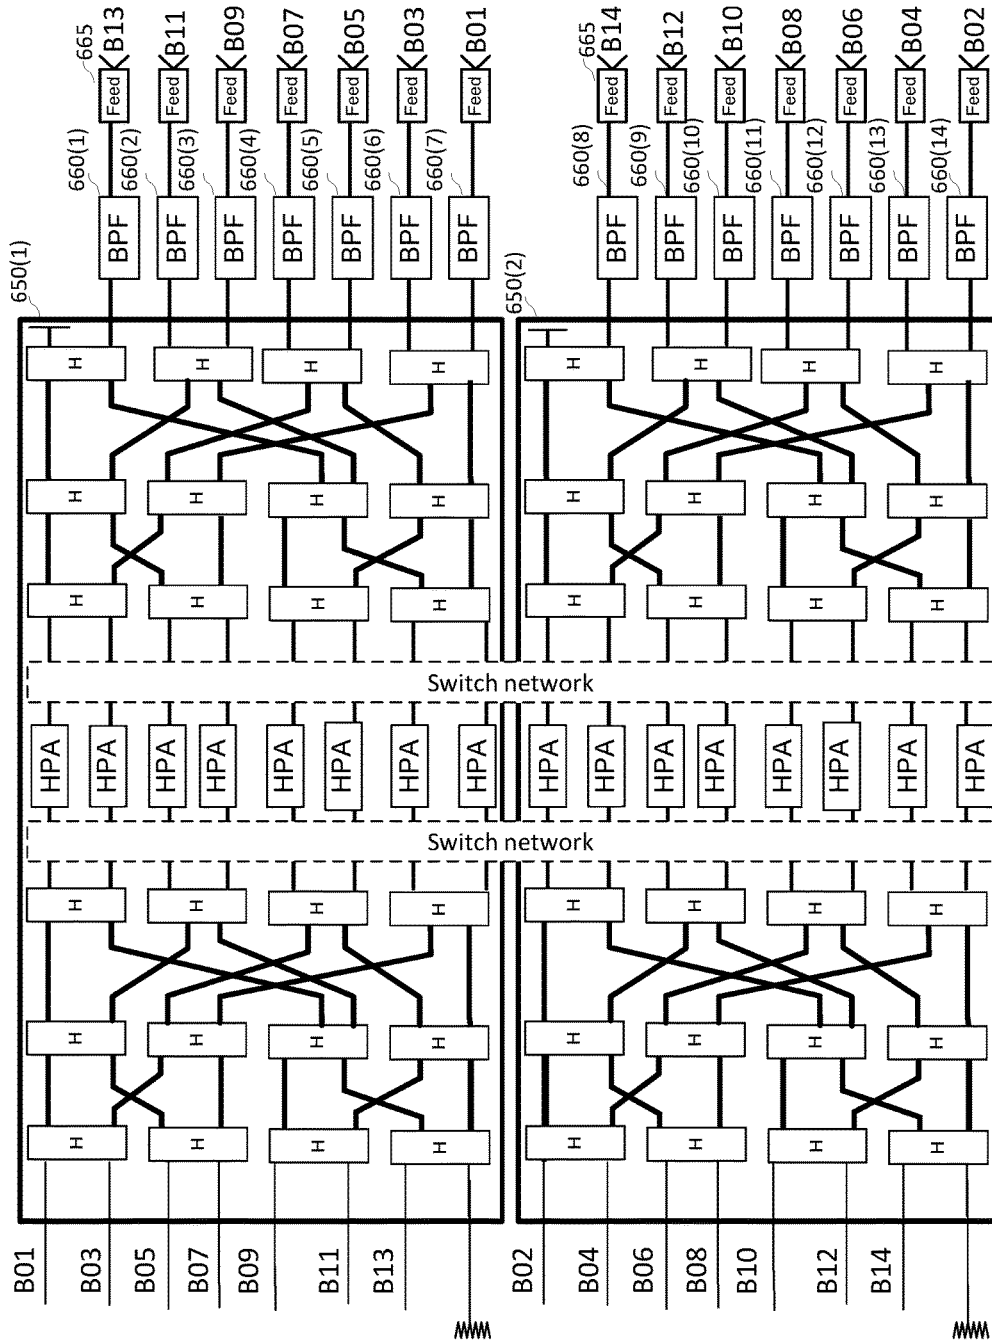 665
Feed B13
Feed B11
Feed B09
Feed B07
Feed B05
Feed B03
Feed B01
660(1)
660(2)
660(3)
660(4)
660(5)
660(6)
660(7)
BPF
BPF
BPF
BPF
BPF
BPF
BPF
650(1)
H
H
H
H
H
H
H
H
H
H
H
H
Switch network
HPA
HPA
HPA
HPA
HPA
HPA
HPA
HPA
Switch network
H
H
H
H
H
H
H
H
H
H
H
H
B01
B03
B05
B07
B09
B11
B13
665
Feed B14
Feed B12
Feed B10
Feed B08
Feed B06
Feed B04
Feed B02
660(8)
660(9)
660(10)
660(11)
660(12)
660(13)
660(14)
BPF
BPF
BPF
BPF
BPF
BPF
BPF
650(2)
H
H
H
H
H
H
H
H
H
H
H
H
HPA
HPA
HPA
HPA
HPA
HPA
HPA
HPA
H
H
H
H
H
H
H
H
H
H
H
H
B02
B04
B06
B08
B10
B12
B14